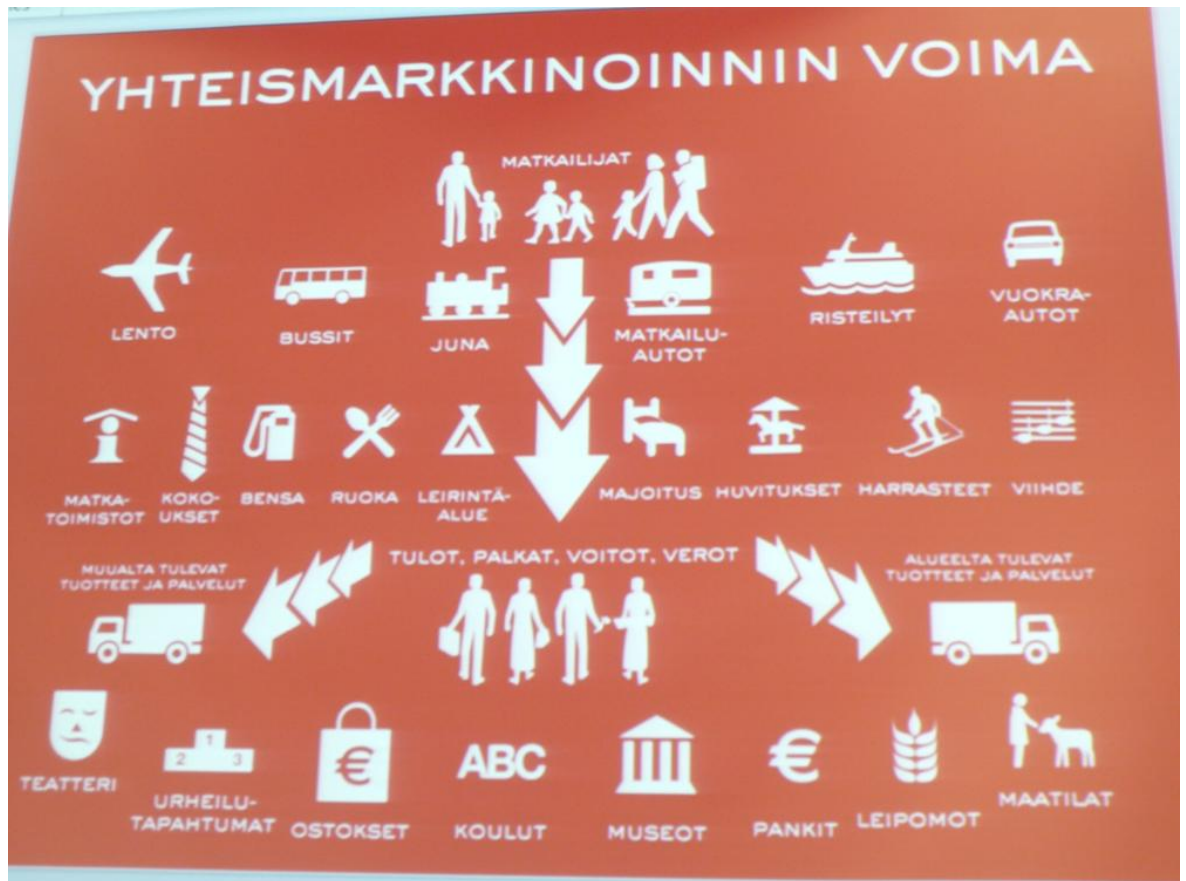 YHTEISMARKKINOINNIN VOIMA
MATKAILIJAT
LENTO
BUSSIT
JUNA
MATKAILU-
AUTOT
RISTEILYT
VUOKRA-
AUTOT
MATKA-
TOIMISTOT
KOKO-
UKSET
BENSA
RUOKA
LEIRINTÄ-
ALUE
MAJOITUS
HUVITUKSET
HARRASTEET
VIIHDE
MUUALTA TULEVAT
TUOTTEET JA PALVELUT
TULOT, PALKAT, VOITOT, VEROT
ALUEELTA TULEVAT
TUOTTEET JA PALVELUT
TEATTERI
1
2 3
URHEILU-
TAPAHTUMAT
€
OSTOKSET
ABC
KOULUT
MUSEOT
€
PANKIT
LEIPOMOT
MAATILAT